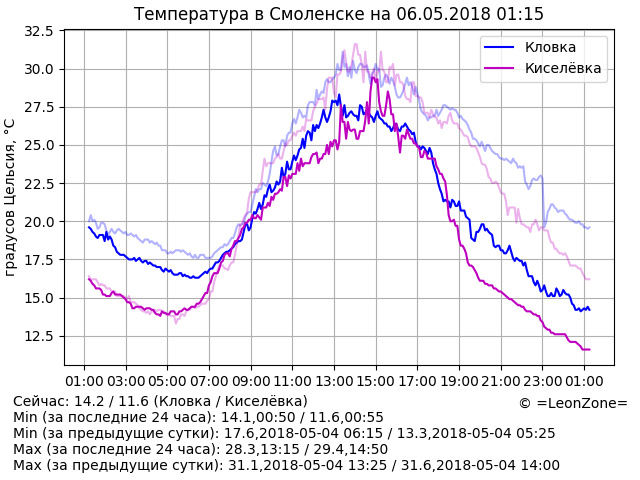 Температура в Смоленске на 06.05.2018 01:15
градусов Цельсия, °C
32.5
30.0
27.5
25.0
22.5
20.0
17.5
15.0
12.5
Кловка
Киселёвка
01:00 03:00 05:00 07:00 09:00 11:00 13:00 15:00 17:00 19:00 21:00 23:00 01:00
Сейчас: 14.2 / 11.6 (Кловка / Киселёвка)
© =LeonZone=
Min (за последние 24 часа): 14.1,00:50 / 11.6,00:55
Min (за предыдущие сутки): 17.6,2018-05-04 06:15 / 13.3,2018-05-04 05:25
Max (за последние 24 часа): 28.3,13:15 / 29.4,14:50
Max (за предыдущие сутки): 31.1,2018-05-04 13:25 / 31.6,2018-05-04 14:00